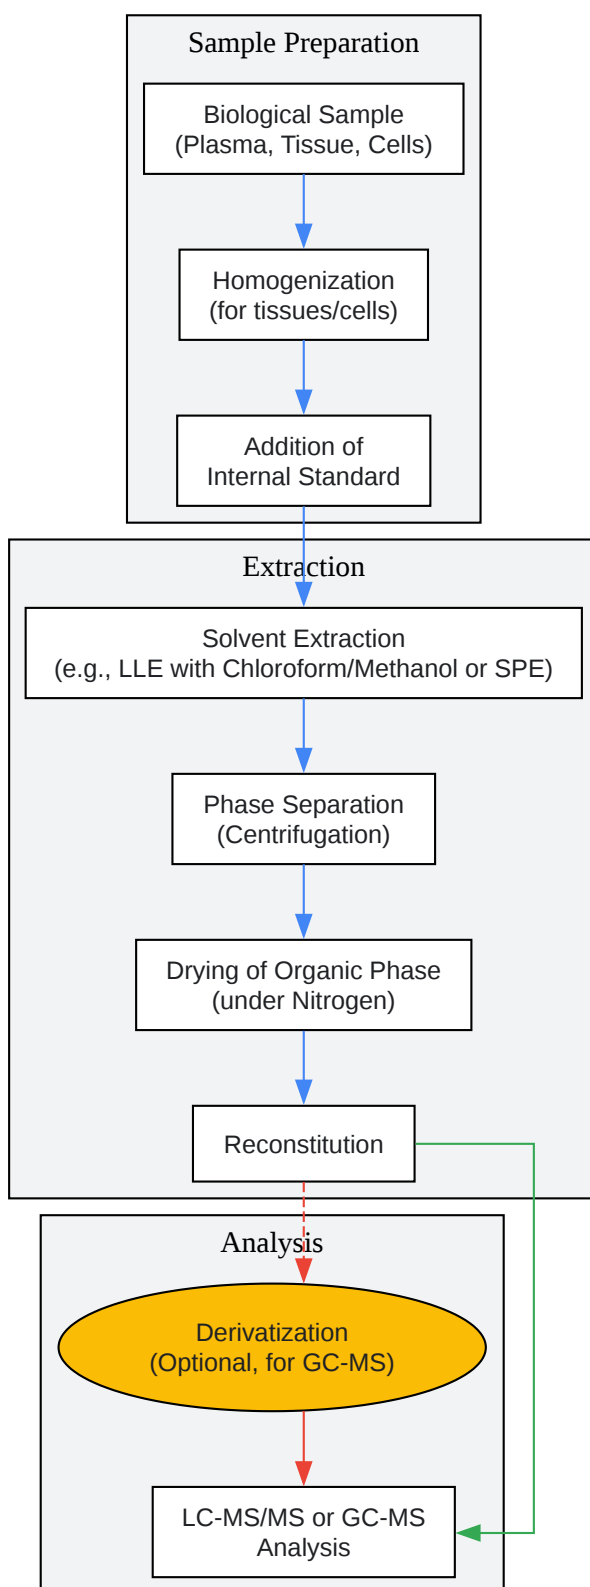 Sample Preparation
Biological Sample
(Plasma, Tissue, Cells)
Homogenization
(for tissues/cells)
Addition of
Internal Standard
Extraction
Solvent Extraction
(e.g., LLE with Chloroform/Methanol or SPE)
Phase Separation
(Centrifugation)
Drying of Organic Phase
(under Nitrogen)
Reconstitution
Analysis
Derivatization
(Optional, for GC-MS)
LC-MS/MS or GC-MS
Analysis